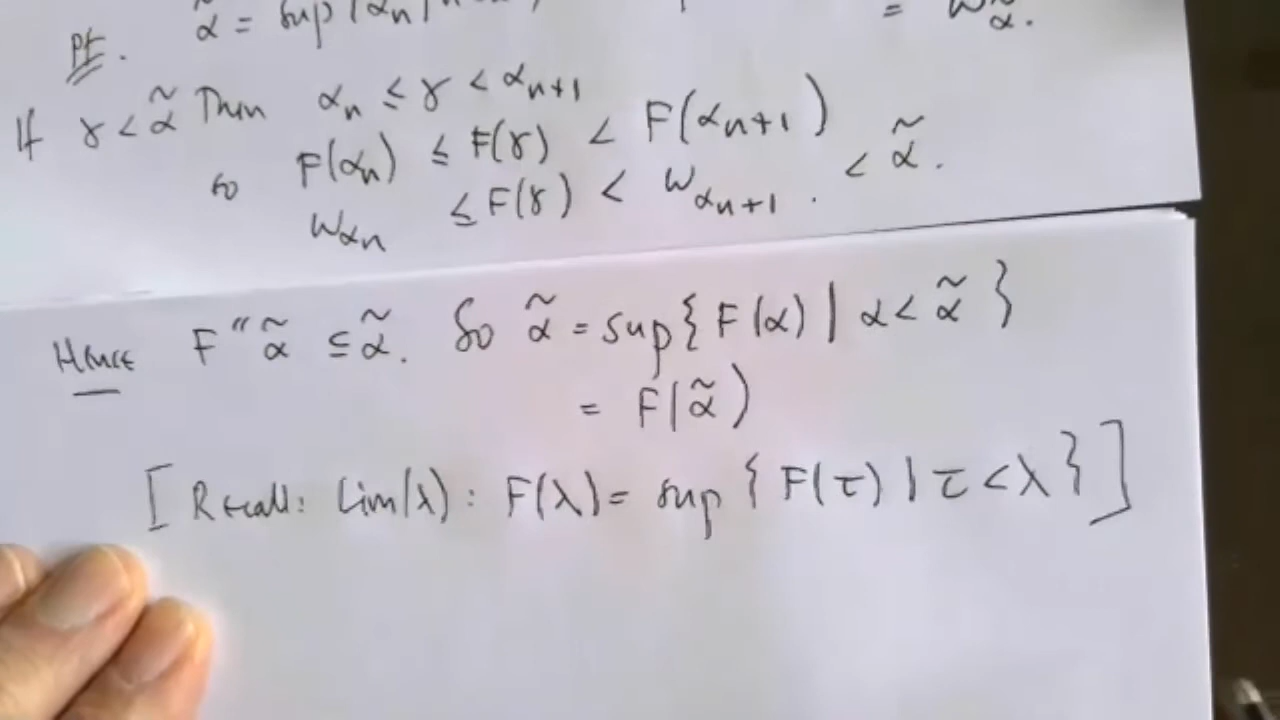 Pf. α̃ = sup {αn | n
= ω_α̃.
If γ < α̃ Then αn ≤ γ < αn+1
so F(αn) ≤ F(γ) < F(αn+1)
ωαn ≤ F(γ) < ωαn+1 . < α̃.
Hence F"α̃ ⊆ α̃. So α̃ = sup{ F(α) | α < α̃ }
= F(α̃)
[ Recall: Lim(λ) : F(λ) = sup { F(τ) | τ < λ } ]